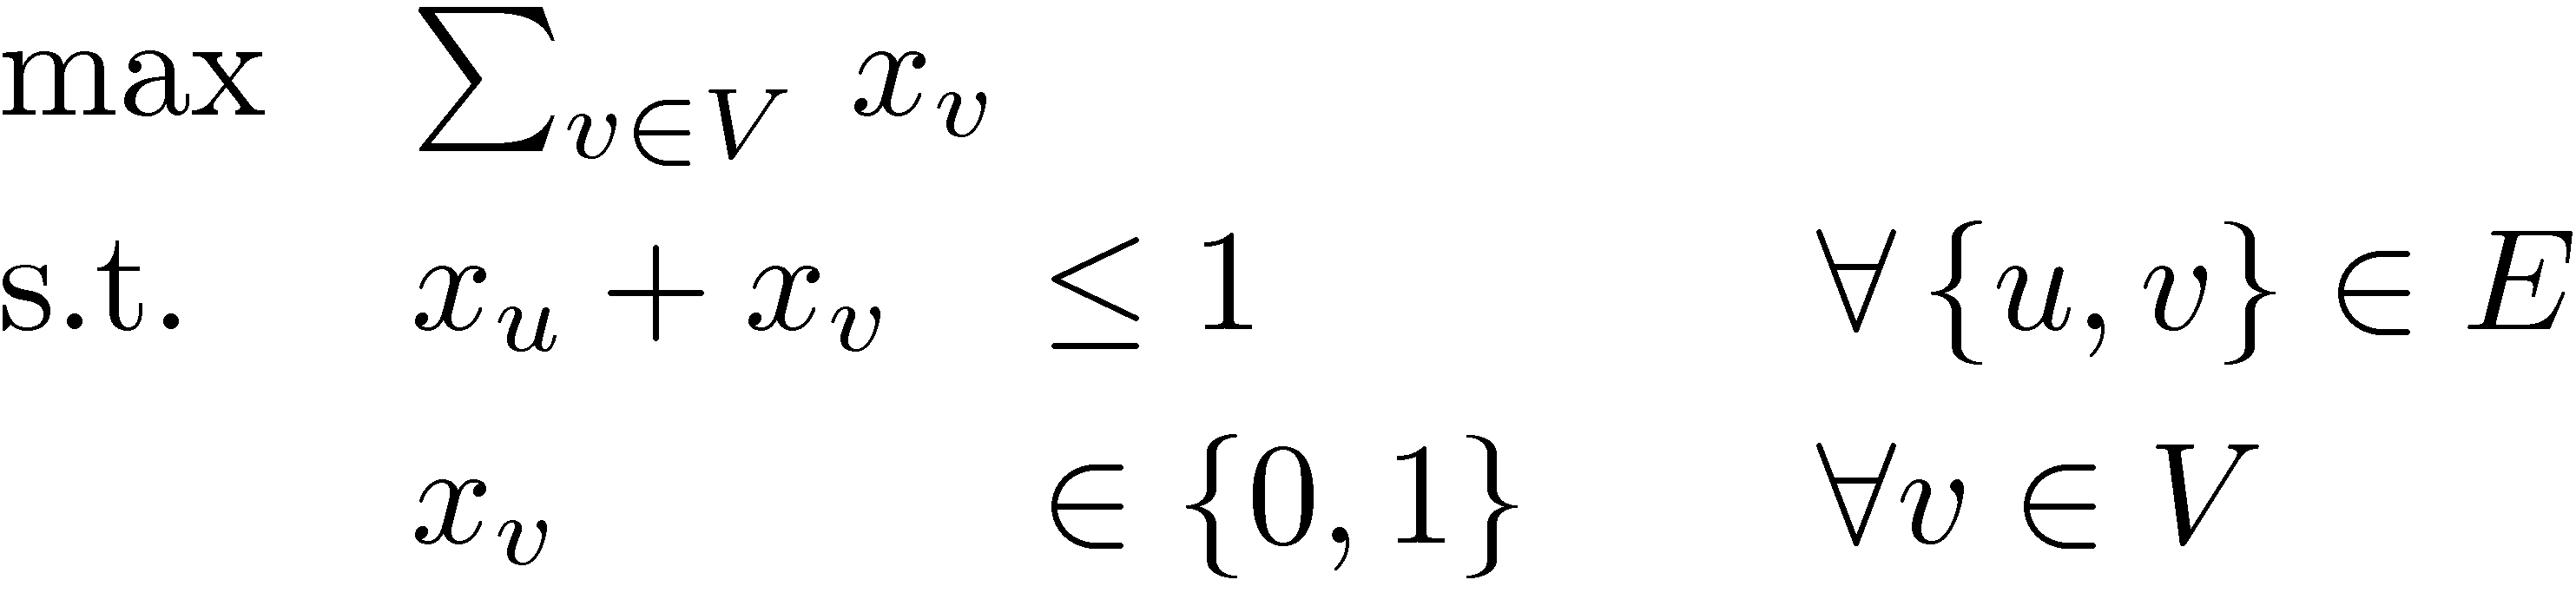 max ∑_{v∈V} x_v
s.t. x_u + x_v ≤ 1 ∀ {u, v} ∈ E
x_v ∈ {0, 1} ∀v ∈ V